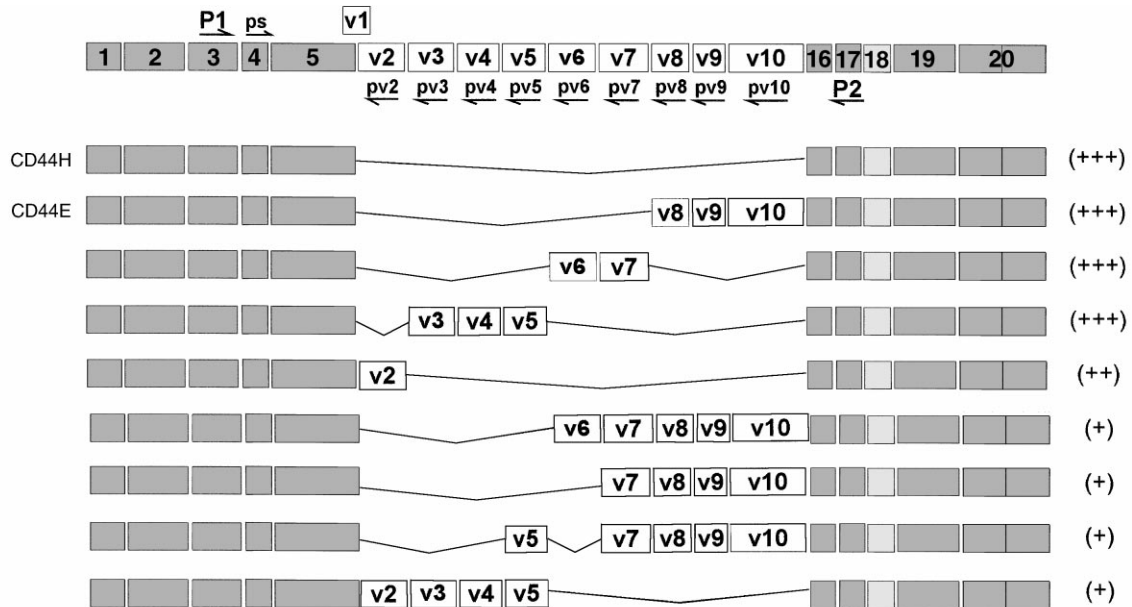 P1 ps v1
1 2 3 4 5 v2 v3 v4 v5 v6 v7 v8 v9 v10 16 17 18 19 20
pv2 pv3 pv4 pv5 pv6 pv7 pv8 pv9 pv10 P2
CD44H (+++)
CD44E v8 v9 v10 (+++)
v6 v7 (+++)
v3 v4 v5 (+++)
v2 (++)
v6 v7 v8 v9 v10 (+)
v7 v8 v9 v10 (+)
v5 v7 v8 v9 v10 (+)
v2 v3 v4 v5 (+)